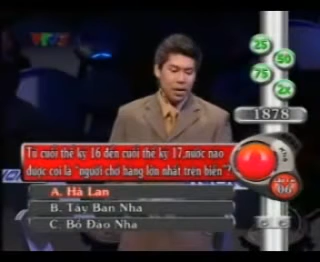 VTV3
25
50
75
2x
1878
Từ cuối thế kỷ 16 đến cuối thế kỷ 17,nước nào
được coi là "người chở hàng lớn nhất trên biển"?
06
A. Hà Lan
B. Tây Ban Nha
C. Bồ Đào Nha